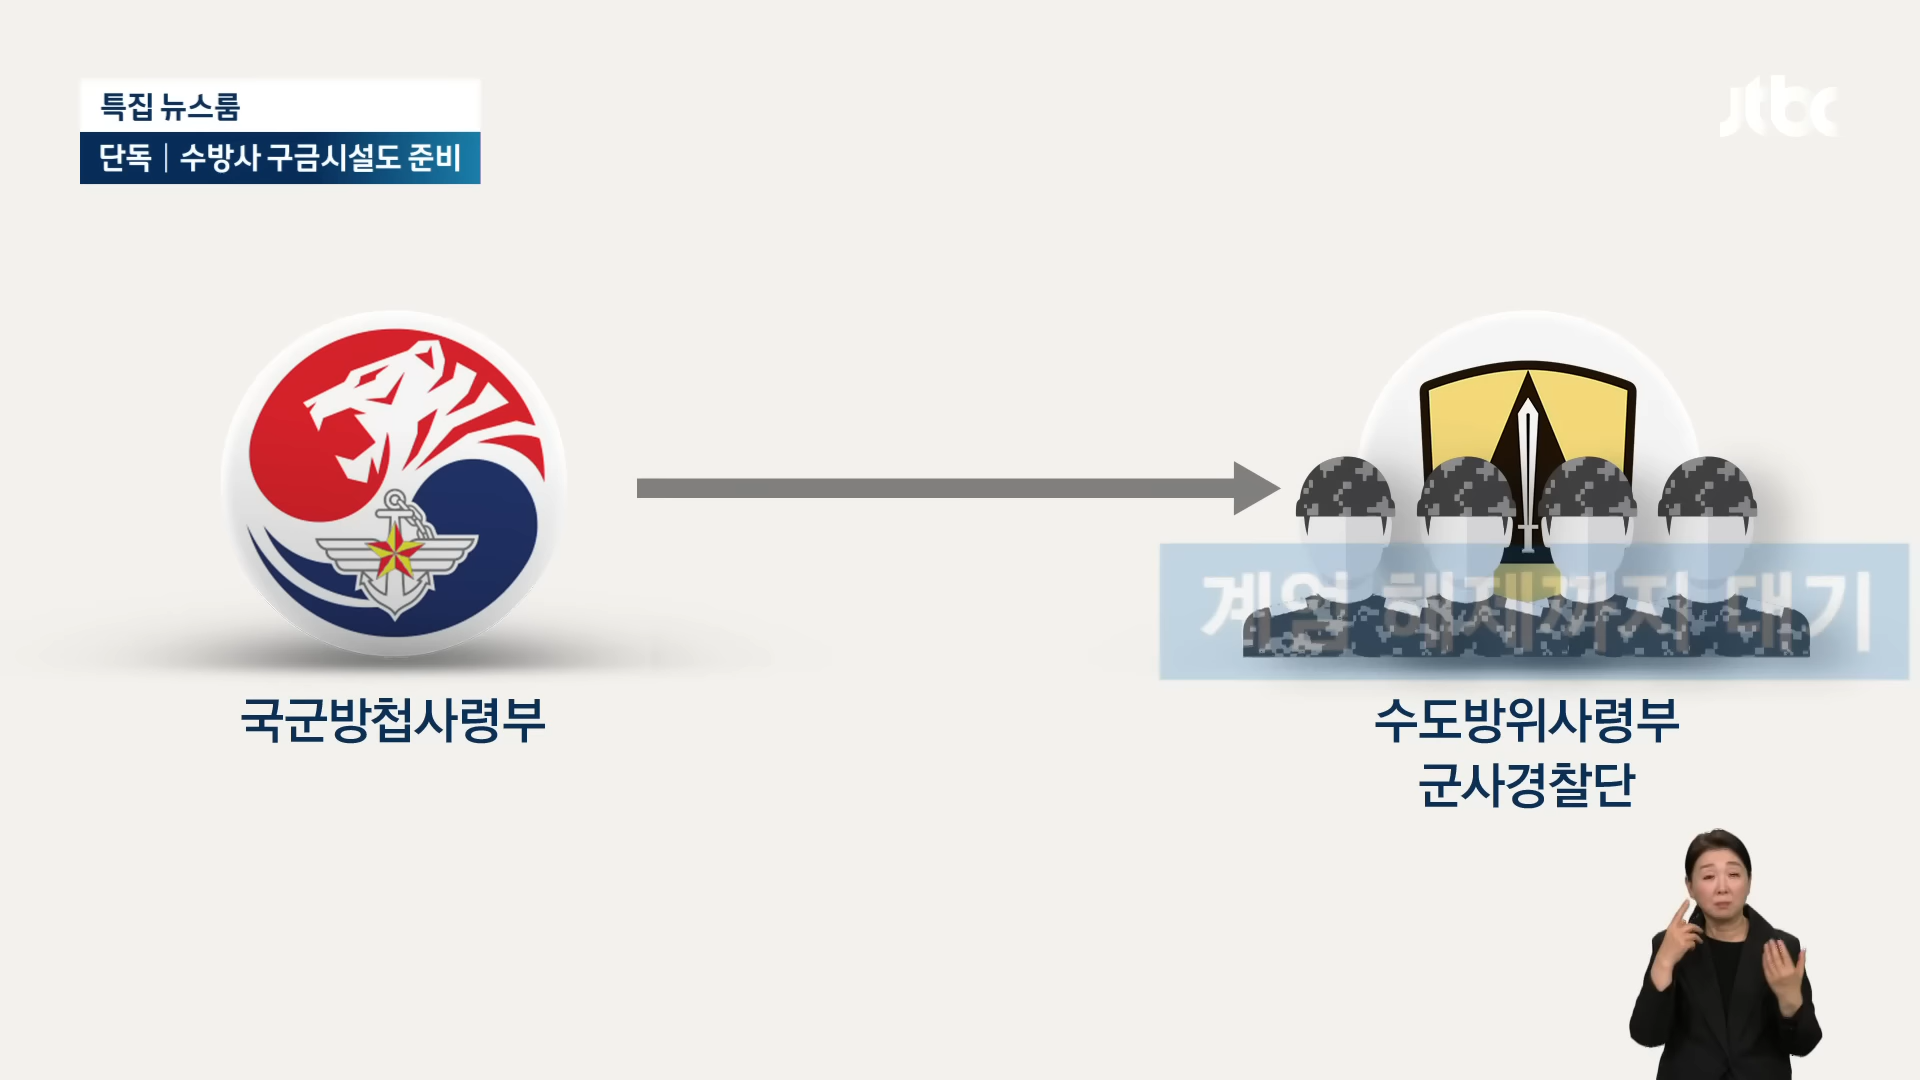 특집 뉴스룸
jtbc
단독 | 수방사 구금시설도 준비
계엄 해제까지 대기
국군방첩사령부
수도방위사령부
군사경찰단